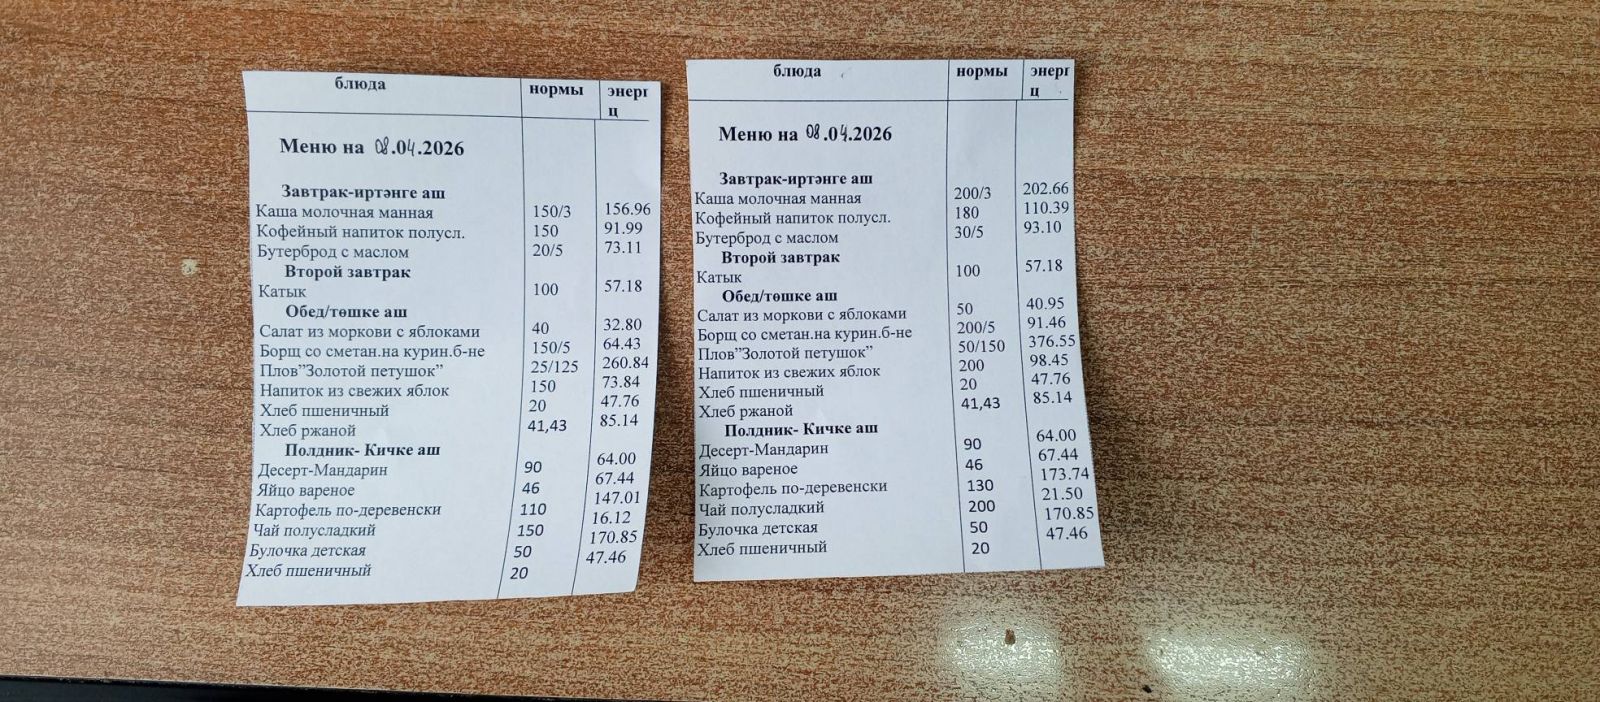 блюда нормы энерг
ц
Меню на 08.04.2026
Завтрак-иртәнге аш
Каша молочная манная 150/3 156.96
Кофейный напиток полусл. 150 91.99
Бутерброд с маслом 20/5 73.11
Второй завтрак
Катык 100 57.18
Обед/төшке аш
Салат из моркови с яблоками 40 32.80
Борщ со сметан.на курин.б-не 150/5 64.43
Плов”Золотой петушок” 25/125 260.84
Напиток из свежих яблок 150 73.84
Хлеб пшеничный 20 47.76
Хлеб ржаной 41,43 85.14
Полдник- Кичке аш
Десерт-Мандарин 90 64.00
Яйцо вареное 46 67.44
Картофель по-деревенски 110 147.01
Чай полусладкий 150 16.12
Булочка детская 50 170.85
Хлеб пшеничный 20 47.46
блюда нормы энерг
ц
Меню на 08.04.2026
Завтрак-иртәнге аш
Каша молочная манная 200/3 202.66
Кофейный напиток полусл. 180 110.39
Бутерброд с маслом 30/5 93.10
Второй завтрак
Катык 100 57.18
Обед/төшке аш
Салат из моркови с яблоками 50 40.95
Борщ со сметан.на курин.б-не 200/5 91.46
Плов”Золотой петушок” 50/150 376.55
Напиток из свежих яблок 200 98.45
Хлеб пшеничный 20 47.76
Хлеб ржаной 41,43 85.14
Полдник- Кичке аш
Десерт-Мандарин 90 64.00
Яйцо вареное 46 67.44
Картофель по-деревенски 130 173.74
Чай полусладкий 200 21.50
Булочка детская 50 170.85
Хлеб пшеничный 20 47.46